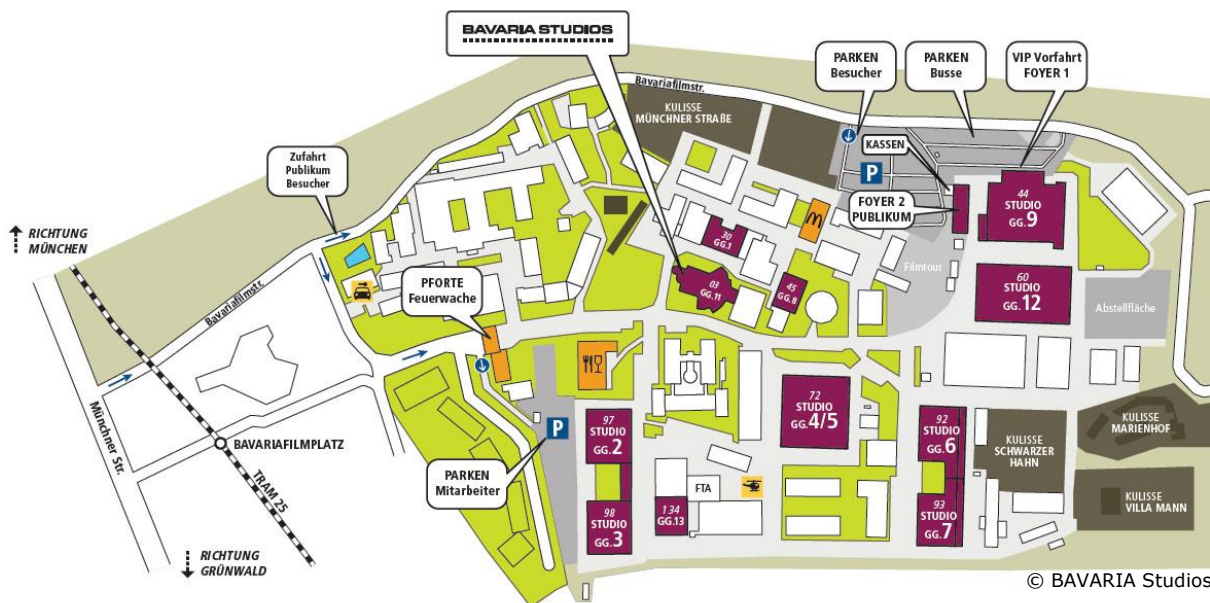 BAVARIA STUDIOS
PARKEN
Besucher
PARKEN
Busse
VIP Vorfahrt
FOYER 1
Bavariafilmstr.
KULISSE
MÜNCHNER STRASSE
KASSEN
Zufahrt
Publikum
Besucher
P
FOYER 2
PUBLIKUM
44
STUDIO
GG.9
RICHTUNG
MÜNCHEN
30
GG.1
Filmtour
PFORTE
Feuerwache
03
GG.11
45
GG.8
60
STUDIO
GG.12
Abstellfläche
Bavariafilmstr.
Münchner Str.
BAVARIAFILMPLATZ
TRAM 25
P
97
STUDIO
GG.2
72
STUDIO
GG.4/5
92
STUDIO
GG.6
KULISSE
SCHWARZER
HAHN
KULISSE
MARIENHOF
PARKEN
Mitarbeiter
FTA
98
STUDIO
GG.3
134
GG.13
93
STUDIO
GG.7
KULISSE
VILLA MANN
RICHTUNG
GRÜNWALD
© BAVARIA Studios